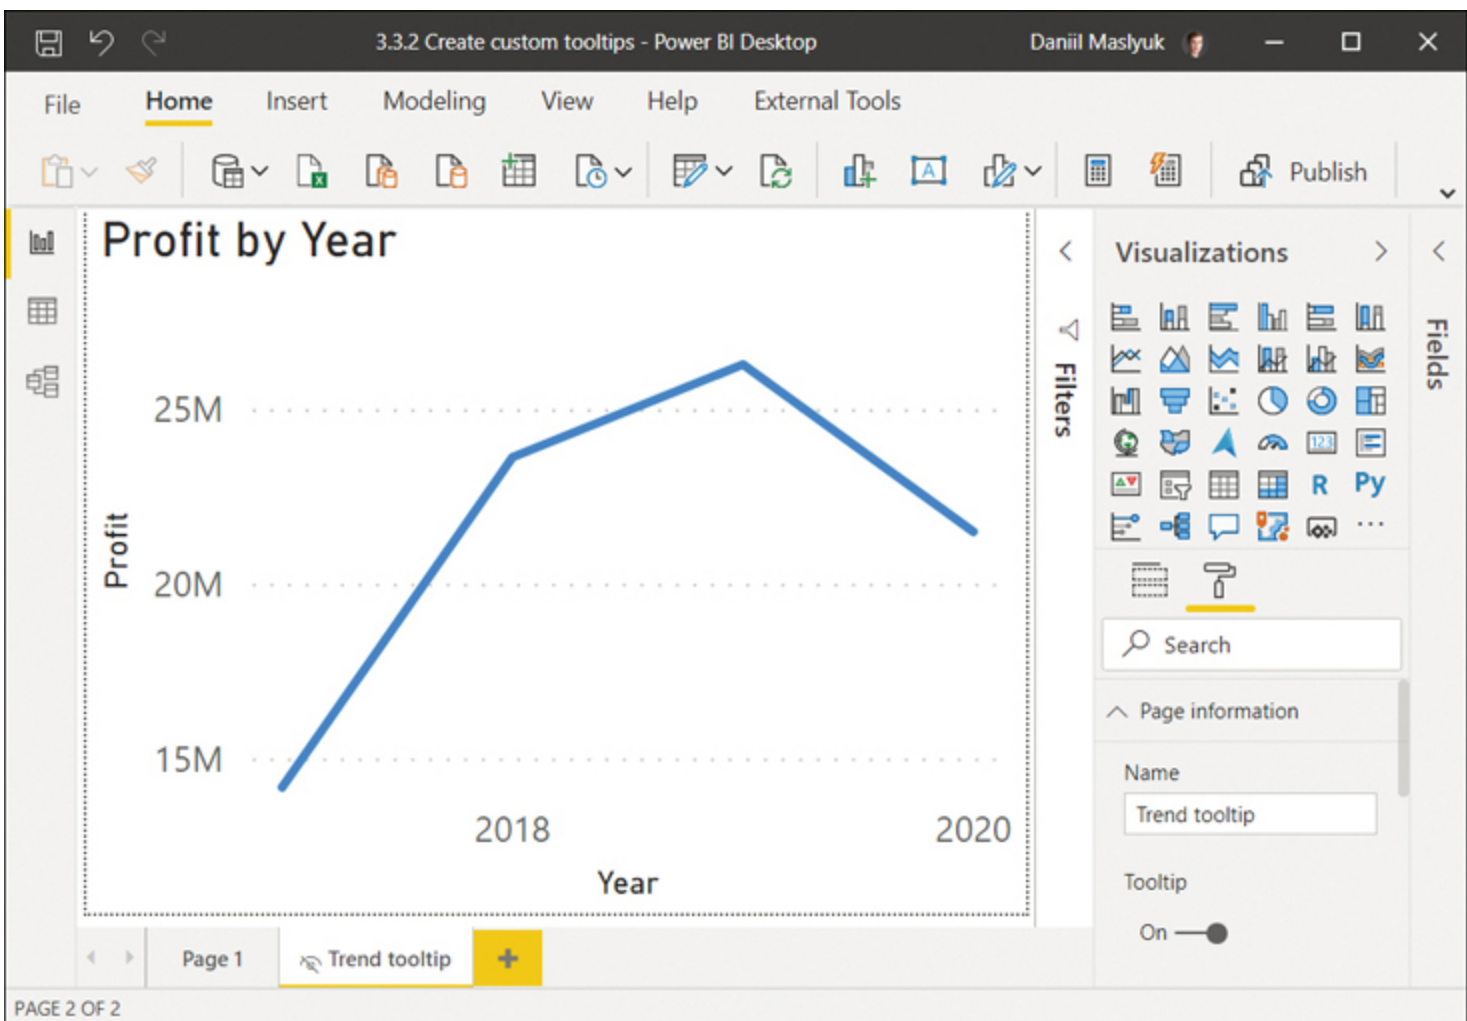 3.3.2 Create custom tooltips - Power BI Desktop
Daniil Maslyuk
File Home Insert Modeling View Help External Tools
Publish
Profit by Year
25M
20M
15M
Profit
2018 2020
Year
Filters
Visualizations
Fields
123
R Py
Search
Page information
Name
Trend tooltip
Tooltip
On
Page 1 Trend tooltip +
PAGE 2 OF 2